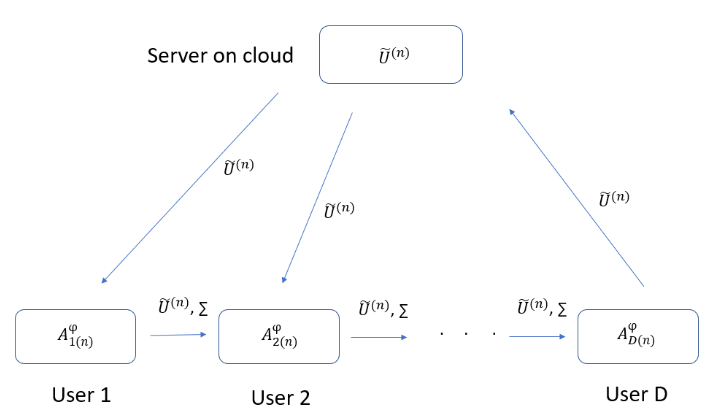 Server on cloud
Ũ⁽ⁿ⁾
Ũ⁽ⁿ⁾
Ũ⁽ⁿ⁾
Ũ⁽ⁿ⁾
Ũ⁽ⁿ⁾, ∑
Ũ⁽ⁿ⁾, ∑
Ũ⁽ⁿ⁾, ∑
A^φ_1(n)
A^φ_2(n)
. . .
A^φ_D(n)
User 1
User 2
User D